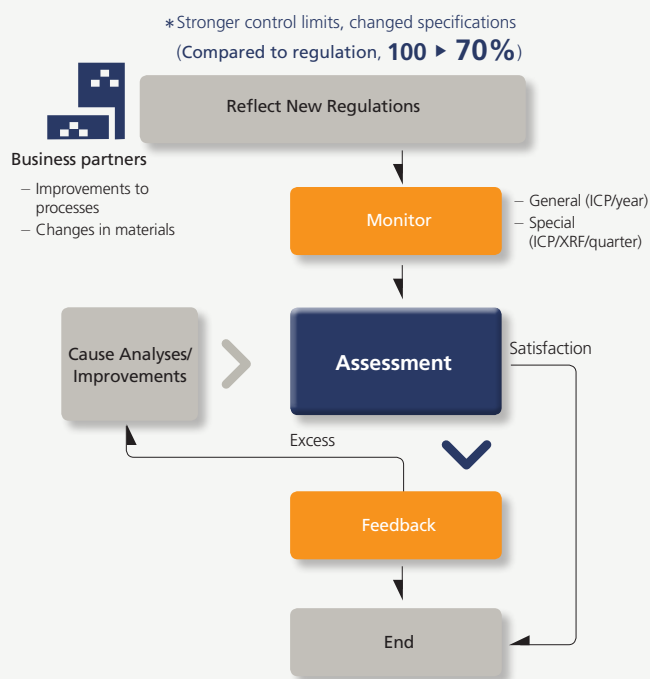 *Stronger control limits, changed specifications
(Compared to regulation, 100 ▶ 70%)
Reflect New Regulations
Business partners
– Improvements to
processes
– Changes in materials
Monitor
– General (ICP/year)
– Special
(ICP/XRF/quarter)
Cause Analyses/
Improvements
Assessment
Satisfaction
Excess
Feedback
End